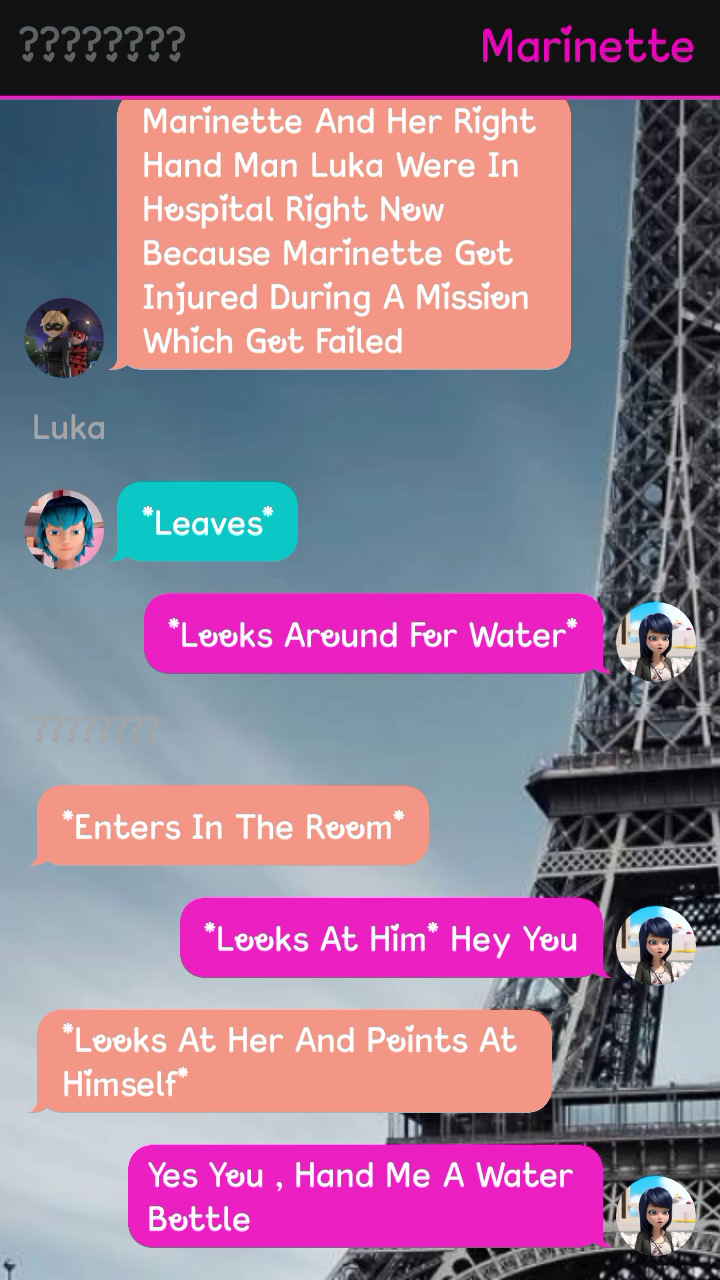 ????????
Marinette
Marinette And Her Right
Hand Man Luka Were In
Hospital Right Now
Because Marinette Got
Injured During A Mission
Which Got Failed
Luka
*Leaves*
*Looks Around For Water*
????????
*Enters In The Room*
*Looks At Him* Hey You
*Looks At Her And Points At
Himself*
Yes You , Hand Me A Water
Bottle